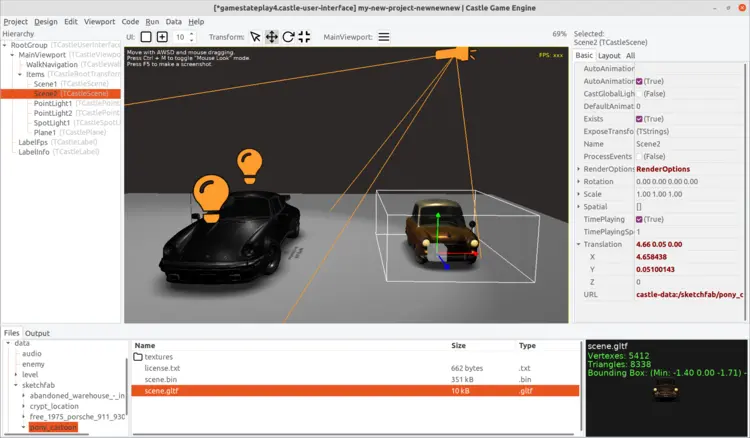 [*gamestateplay4.castle-user-interface] my-new-project-newnewnew | Castle Game Engine
Project Design Edit Viewport Code Run Data Help
Hierarchy
RootGroup (TCastleUserInterface
MainViewport (TCastleViewpo
WalkNavigation (TCastleWal
Items (TCastleRootTransform
Scene1 (TCastleScene)
Scene2 (TCastleScene)
PointLight1 (TCastlePoint
PointLight2 (TCastlePoint
SpotLight1 (TCastleSpotLi
Plane1 (TCastlePlane)
LabelFps (TCastleLabel)
LabelInfo (TCastleLabel)
UI: 10 Transform: MainViewport: 69%
Move with AWSD and mouse dragging.
Press Ctrl + M to toggle "Mouse Look" mode.
Press F5 to make a screenshot.
FPS: xxx
Selected:
Scene2 (TCastleScene)
Basic Layout All
AutoAnimation
AutoAnimation (True)
CastGlobalLigh (False)
DefaultAnimat 0
Exists (True)
ExposeTransfo (TStrings)
Name Scene2
ProcessEvents (False)
RenderOptions RenderOptions
Rotation 0.00 0.00 0.00 0.00
Scale 1.00 1.00 1.00
Spatial []
TimePlaying (True)
TimePlayingSpe 1
Translation 4.66 0.05 0.00
X 4.658438
Y 0.05100143
Z 0
URL castle-data:/sketchfab/pony_c
Files Output
data
audio
enemy
level
sketchfab
abandoned_warehouse_-_in
crypt_location
free_1975_porsche_911_930
pony_cartoon
Name Size Type
textures
license.txt 662 bytes .txt
scene.bin 351 kB .bin
scene.gltf 10 kB .gltf
scene.gltf
Vertexes: 5412
Triangles: 8338
Bounding Box: (Min: -1.40 0.00 -1.71) -